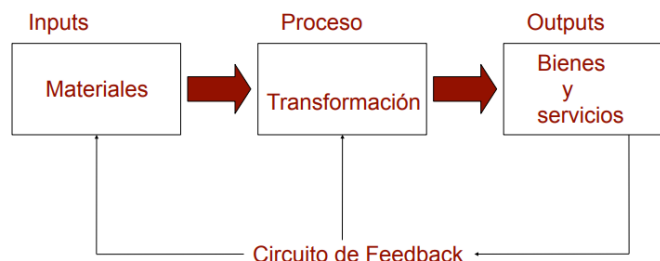 Inputs
Proceso
Outputs
Materiales
Transformación
Bienes
y
servicios
Circuito de Feedback